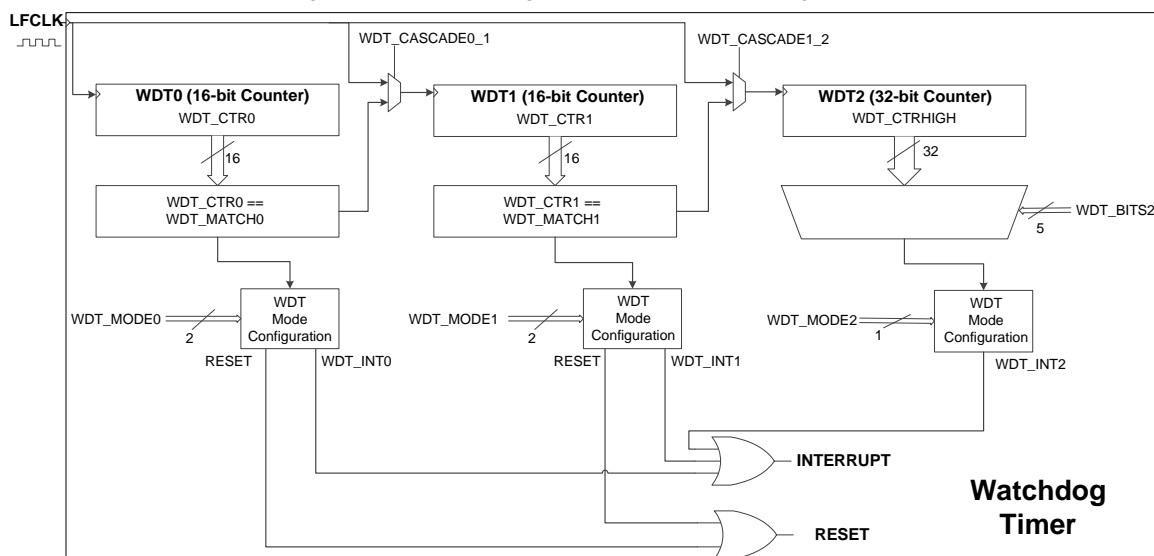 LFCLK
WDT_CASCADE0_1
WDT_CASCADE1_2
WDT0 (16-bit Counter)
WDT_CTR0
WDT1 (16-bit Counter)
WDT_CTR1
WDT2 (32-bit Counter)
WDT_CTRHIGH
16
16
32
WDT_CTR0 ==
WDT_MATCH0
WDT_CTR1 ==
WDT_MATCH1
WDT_BITS2
5
WDT_MODE0
2
WDT
Mode
Configuration
WDT_MODE1
2
WDT
Mode
Configuration
WDT_MODE2
1
WDT
Mode
Configuration
RESET
WDT_INT0
RESET
WDT_INT1
WDT_INT2
INTERRUPT
RESET
Watchdog
Timer